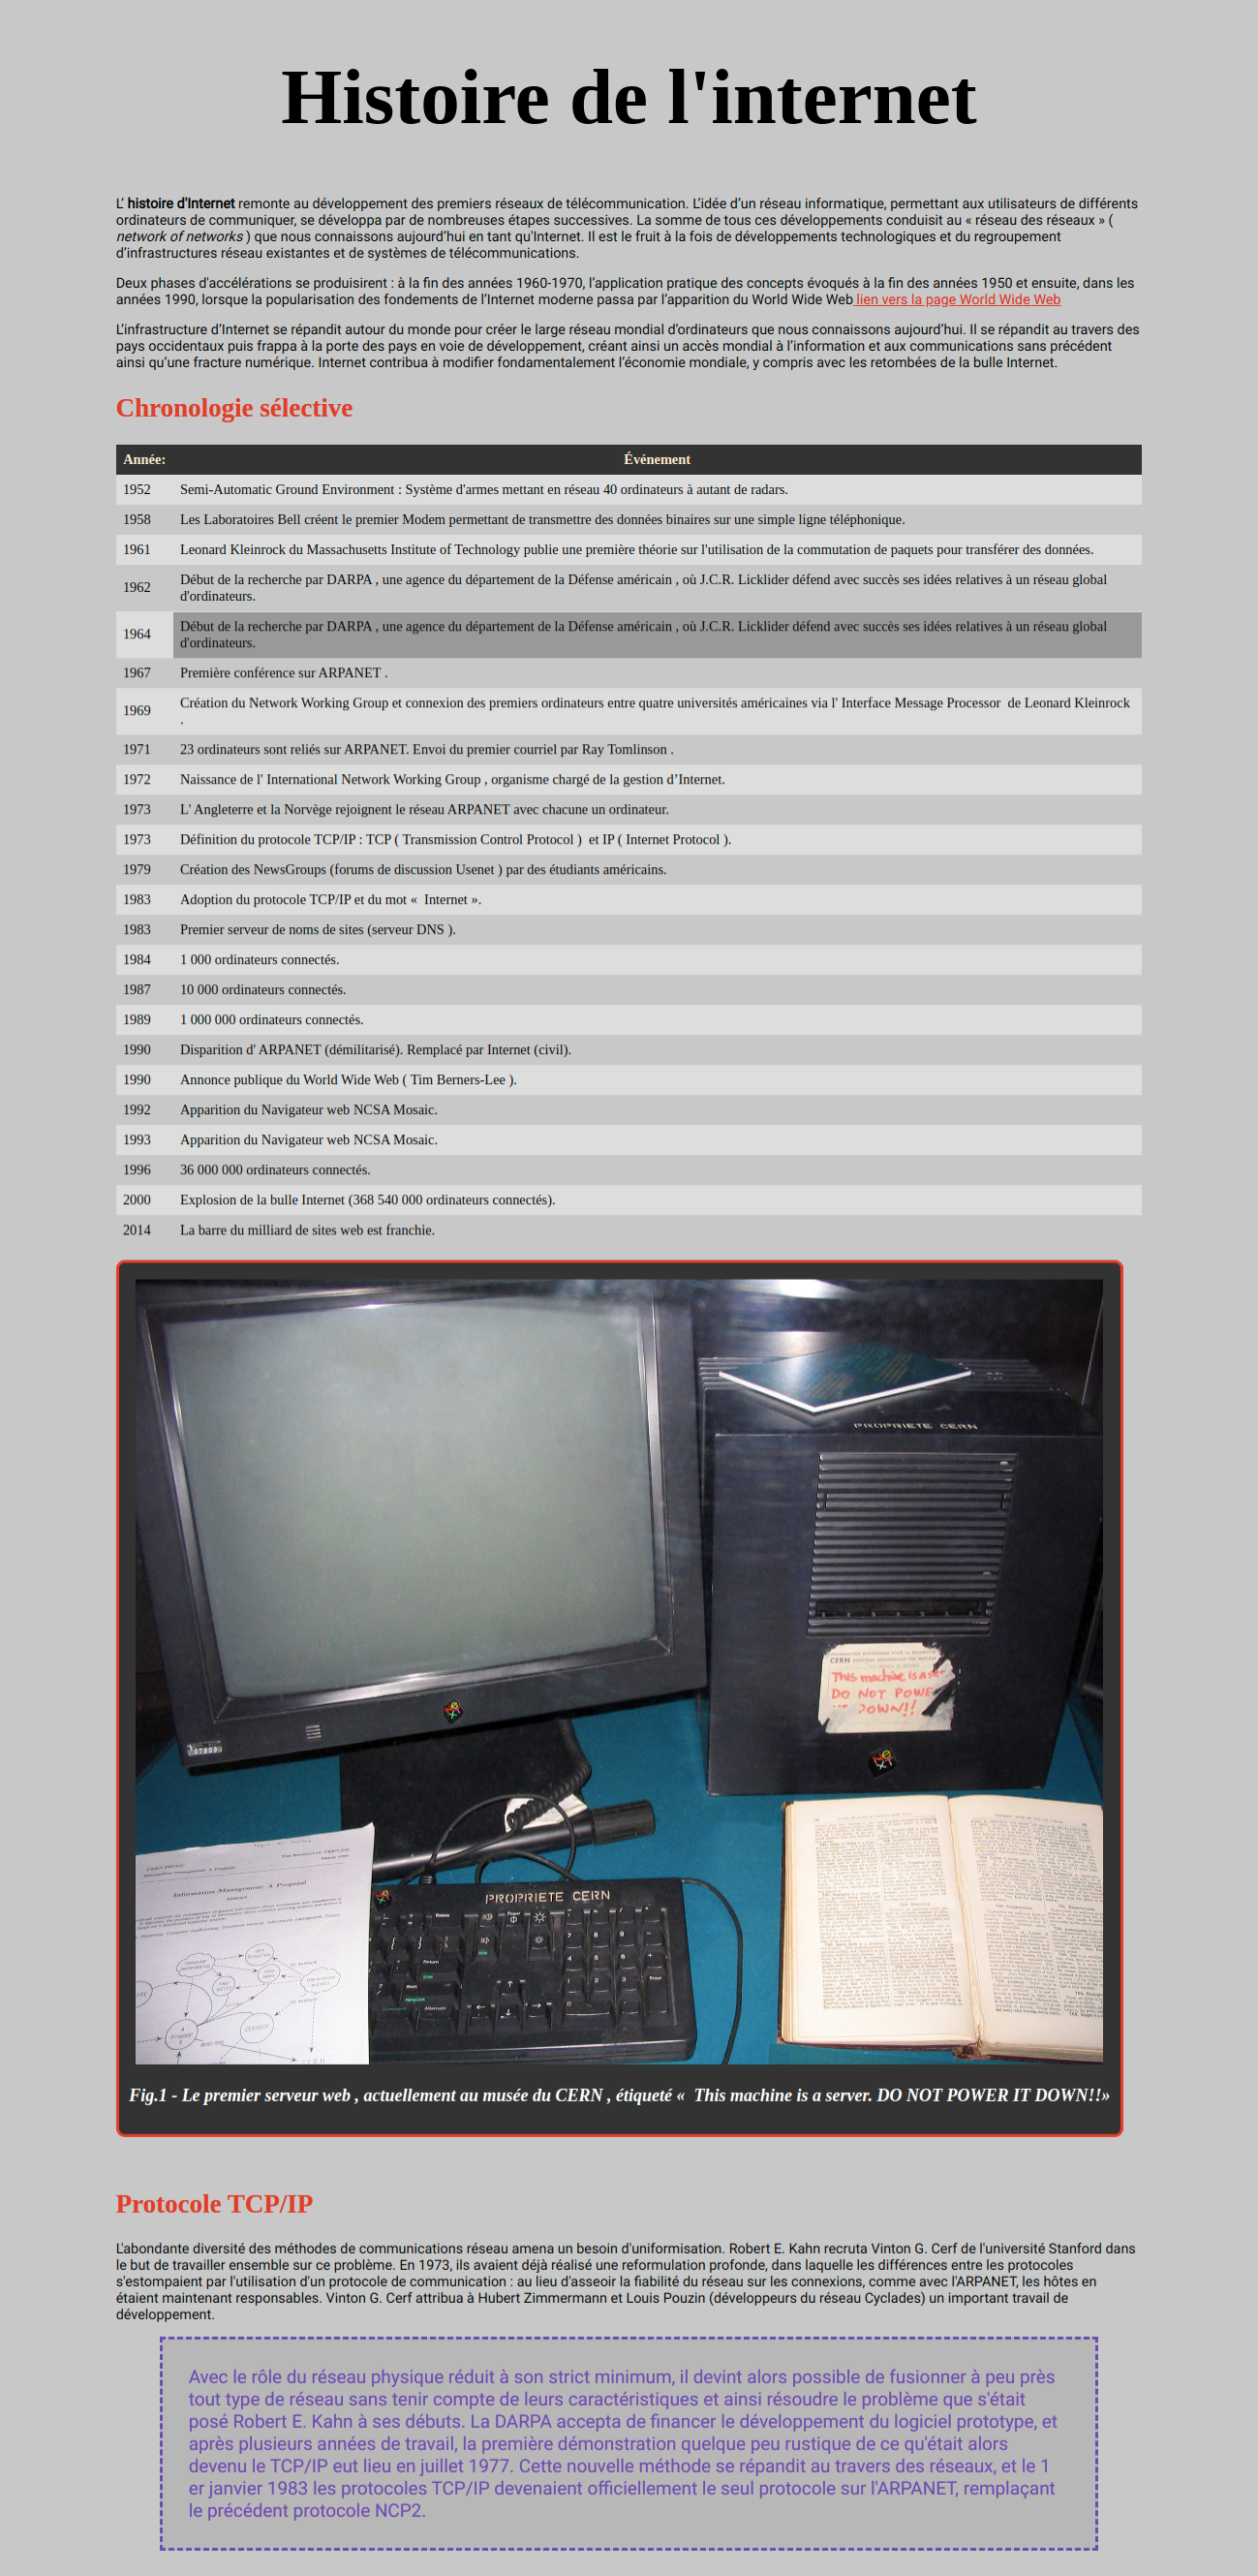 Histoire de l'internet
L’ histoire d'Internet remonte au développement des premiers réseaux de télécommunication. L’idée d’un réseau informatique, permettant aux utilisateurs de différents
ordinateurs de communiquer, se développa par de nombreuses étapes successives. La somme de tous ces développements conduisit au « réseau des réseaux » (
network of networks ) que nous connaissons aujourd’hui en tant qu'Internet. Il est le fruit à la fois de développements technologiques et du regroupement
d’infrastructures réseau existantes et de systèmes de télécommunications.
Deux phases d'accélérations se produisirent : à la fin des années 1960-1970, l’application pratique des concepts évoqués à la fin des années 1950 et ensuite, dans les
années 1990, lorsque la popularisation des fondements de l’Internet moderne passa par l’apparition du World Wide Web lien vers la page World Wide Web
L’infrastructure d’Internet se répandit autour du monde pour créer le large réseau mondial d’ordinateurs que nous connaissons aujourd’hui. Il se répandit au travers des
pays occidentaux puis frappa à la porte des pays en voie de développement, créant ainsi un accès mondial à l’information et aux communications sans précédent
ainsi qu’une fracture numérique. Internet contribua à modifier fondamentalement l’économie mondiale, y compris avec les retombées de la bulle Internet.
Chronologie sélective
Année: Événement
1952 Semi-Automatic Ground Environment : Système d'armes mettant en réseau 40 ordinateurs à autant de radars.
1958 Les Laboratoires Bell créent le premier Modem permettant de transmettre des données binaires sur une simple ligne téléphonique.
1961 Leonard Kleinrock du Massachusetts Institute of Technology publie une première théorie sur l'utilisation de la commutation de paquets pour transférer des données.
1962 Début de la recherche par DARPA , une agence du département de la Défense américain , où J.C.R. Licklider défend avec succès ses idées relatives à un réseau global
d'ordinateurs.
1964 Début de la recherche par DARPA , une agence du département de la Défense américain , où J.C.R. Licklider défend avec succès ses idées relatives à un réseau global
d'ordinateurs.
1967 Première conférence sur ARPANET .
1969 Création du Network Working Group et connexion des premiers ordinateurs entre quatre universités américaines via l' Interface Message Processor de Leonard Kleinrock
.
1971 23 ordinateurs sont reliés sur ARPANET. Envoi du premier courriel par Ray Tomlinson .
1972 Naissance de l' International Network Working Group , organisme chargé de la gestion d’Internet.
1973 L' Angleterre et la Norvège rejoignent le réseau ARPANET avec chacune un ordinateur.
1973 Définition du protocole TCP/IP : TCP ( Transmission Control Protocol ) et IP ( Internet Protocol ).
1979 Création des NewsGroups (forums de discussion Usenet ) par des étudiants américains.
1983 Adoption du protocole TCP/IP et du mot « Internet ».
1983 Premier serveur de noms de sites (serveur DNS ).
1984 1 000 ordinateurs connectés.
1987 10 000 ordinateurs connectés.
1989 1 000 000 ordinateurs connectés.
1990 Disparition d' ARPANET (démilitarisé). Remplacé par Internet (civil).
1990 Annonce publique du World Wide Web ( Tim Berners-Lee ).
1992 Apparition du Navigateur web NCSA Mosaic.
1993 Apparition du Navigateur web NCSA Mosaic.
1996 36 000 000 ordinateurs connectés.
2000 Explosion de la bulle Internet (368 540 000 ordinateurs connectés).
2014 La barre du milliard de sites web est franchie.
PROPRIETE CERN
CERN
This machine is a
DO NOT POWE
DOWN!!
Information Management: A Proposal
Abstract
PROPRIETE CERN
Fig.1 - Le premier serveur web , actuellement au musée du CERN , étiqueté « This machine is a server. DO NOT POWER IT DOWN!!»
Protocole TCP/IP
L'abondante diversité des méthodes de communications réseau amena un besoin d'uniformisation. Robert E. Kahn recruta Vinton G. Cerf de l'université Stanford dans
le but de travailler ensemble sur ce problème. En 1973, ils avaient déjà réalisé une reformulation profonde, dans laquelle les différences entre les protocoles
s'estompaient par l'utilisation d'un protocole de communication : au lieu d'asseoir la fiabilité du réseau sur les connexions, comme avec l'ARPANET, les hôtes en
étaient maintenant responsables. Vinton G. Cerf attribua à Hubert Zimmermann et Louis Pouzin (développeurs du réseau Cyclades) un important travail de
développement.
Avec le rôle du réseau physique réduit à son strict minimum, il devint alors possible de fusionner à peu près
tout type de réseau sans tenir compte de leurs caractéristiques et ainsi résoudre le problème que s'était
posé Robert E. Kahn à ses débuts. La DARPA accepta de financer le développement du logiciel prototype, et
après plusieurs années de travail, la première démonstration quelque peu rustique de ce qu'était alors
devenu le TCP/IP eut lieu en juillet 1977. Cette nouvelle méthode se répandit au travers des réseaux, et le 1
er janvier 1983 les protocoles TCP/IP devenaient officiellement le seul protocole sur l'ARPANET, remplaçant
le précédent protocole NCP2.